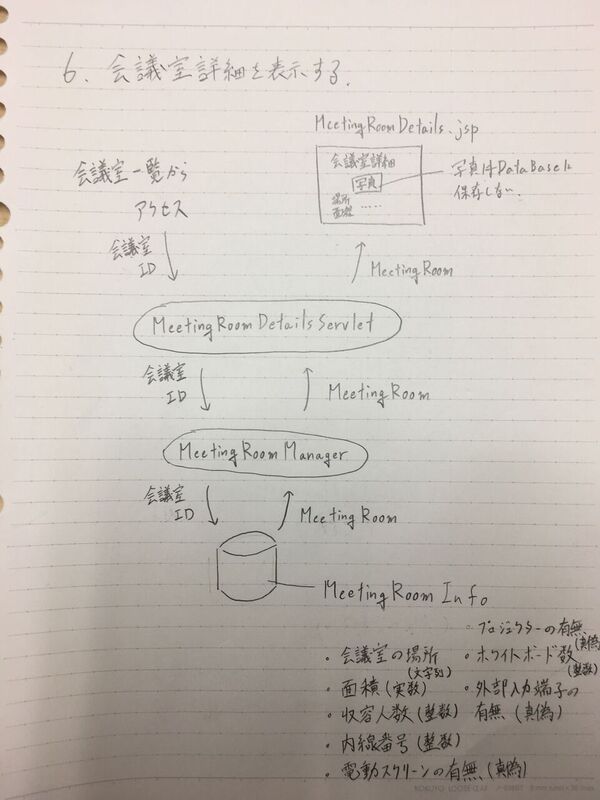 6. 会議室詳細を表示する.
MeetingRoomDetails.jsp
会議室一覧から
アクセス
会議室詳細
写真
場所
面積 ‥‥‥
写真はDataBaseに
保存しない.
会議室
ID
MeetingRoom
MeetingRoomDetailsServlet
会議室
ID
MeetingRoom
MeetingRoomManager
会議室
ID
MeetingRoom
MeetingRoomInfo
・会議室の場所
(文字列)
・面積(実数)
・収容人数(整数)
・内線番号(整数)
・電動スクリーンの有無(真偽)
・プロジェクターの有無
(真偽)
・ホワイトボード数
(整数)
・外部入力端子の
有無(真偽)
KOKUYO LOOSE-LEAF